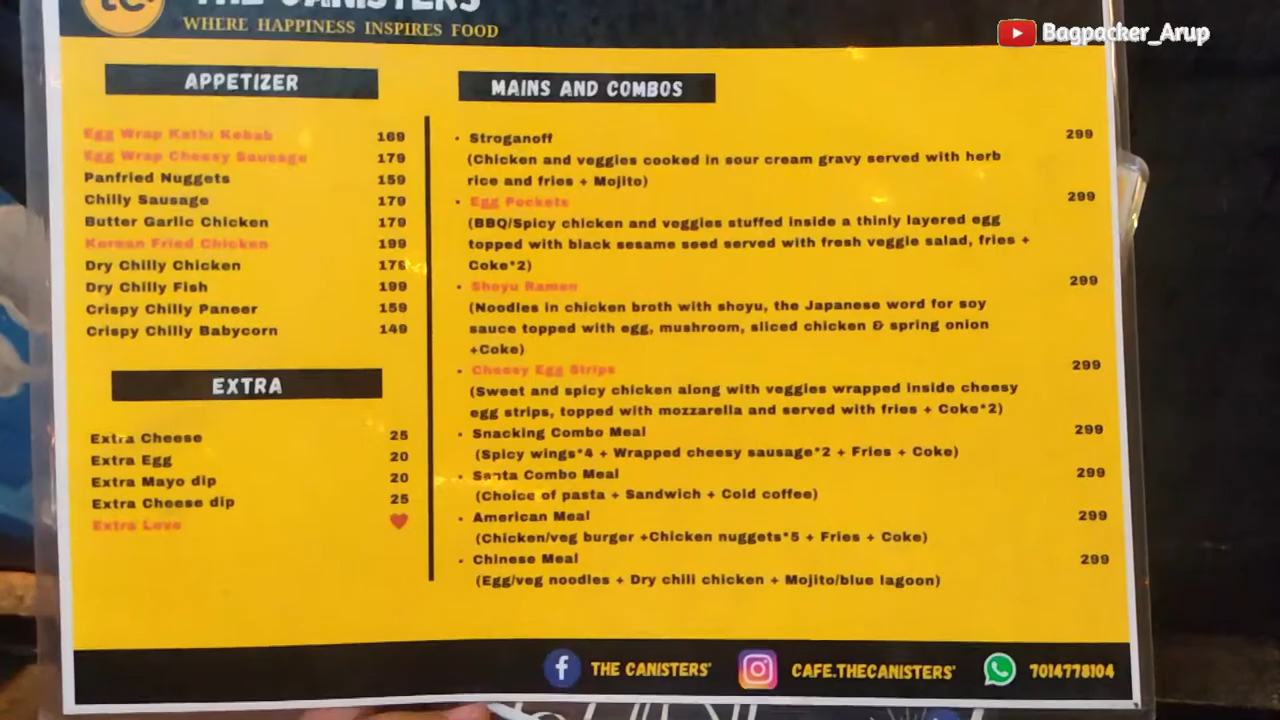 THE CANISTERS
WHERE HAPPINESS INSPIRES FOOD
Bagpacker_Arup
APPETIZER
Egg Wrap Kathi Kebab 169
Egg Wrap Cheesy Sausage 179
Panfried Nuggets 159
Chilly Sausage 179
Butter Garlic Chicken 179
Korean Fried Chicken 199
Dry Chilly Chicken
Dry Chilly Fish 199
Crispy Chilly Paneer 159
Crispy Chilly Babycorn 149
EXTRA
Extra Cheese 25
Extra Egg 20
Extra Mayo dip 20
Extra Cheese dip 25
Extra Love ♥
MAINS AND COMBOS
• Stroganoff 299
(Chicken and veggies cooked in sour cream gravy served with herb
rice and fries + Mojito)
• Egg Pockets 299
(BBQ/Spicy chicken and veggies stuffed inside a thinly layered egg
topped with black sesame seed served with fresh veggie salad, fries +
Coke*2)
• Shoyu Ramen 299
(Noodles in chicken broth with shoyu, the Japanese word for soy
sauce topped with egg, mushroom, sliced chicken & spring onion
+Coke)
• Cheesy Egg Strips 299
(Sweet and spicy chicken along with veggies wrapped inside cheesy
egg strips, topped with mozzarella and served with fries + Coke*2)
• Snacking Combo Meal 299
(Spicy wings*4 + Wrapped cheesy sausage*2 + Fries + Coke)
• Santa Combo Meal 299
(Choice of pasta + Sandwich + Cold coffee)
• American Meal 299
(Chicken/veg burger +Chicken nuggets*5 + Fries + Coke)
• Chinese Meal 299
(Egg/veg noodles + Dry chili chicken + Mojito/blue lagoon)
THE CANISTERS' CAFE.THECANISTERS' 7014778104